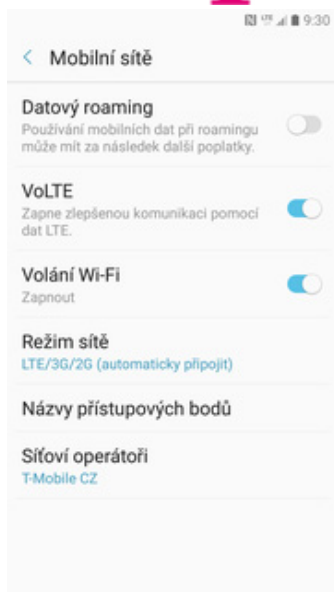 9:30
Mobilní sítě
Datový roaming
Používání mobilních dat při roamingu
může mít za následek další poplatky.
VoLTE
Zapne zlepšenou komunikaci pomocí
dat LTE.
Volání Wi-Fi
Zapnout
Režim sítě
LTE/3G/2G (automaticky připojit)
Názvy přístupových bodů
Síťoví operátoři
T-Mobile CZ